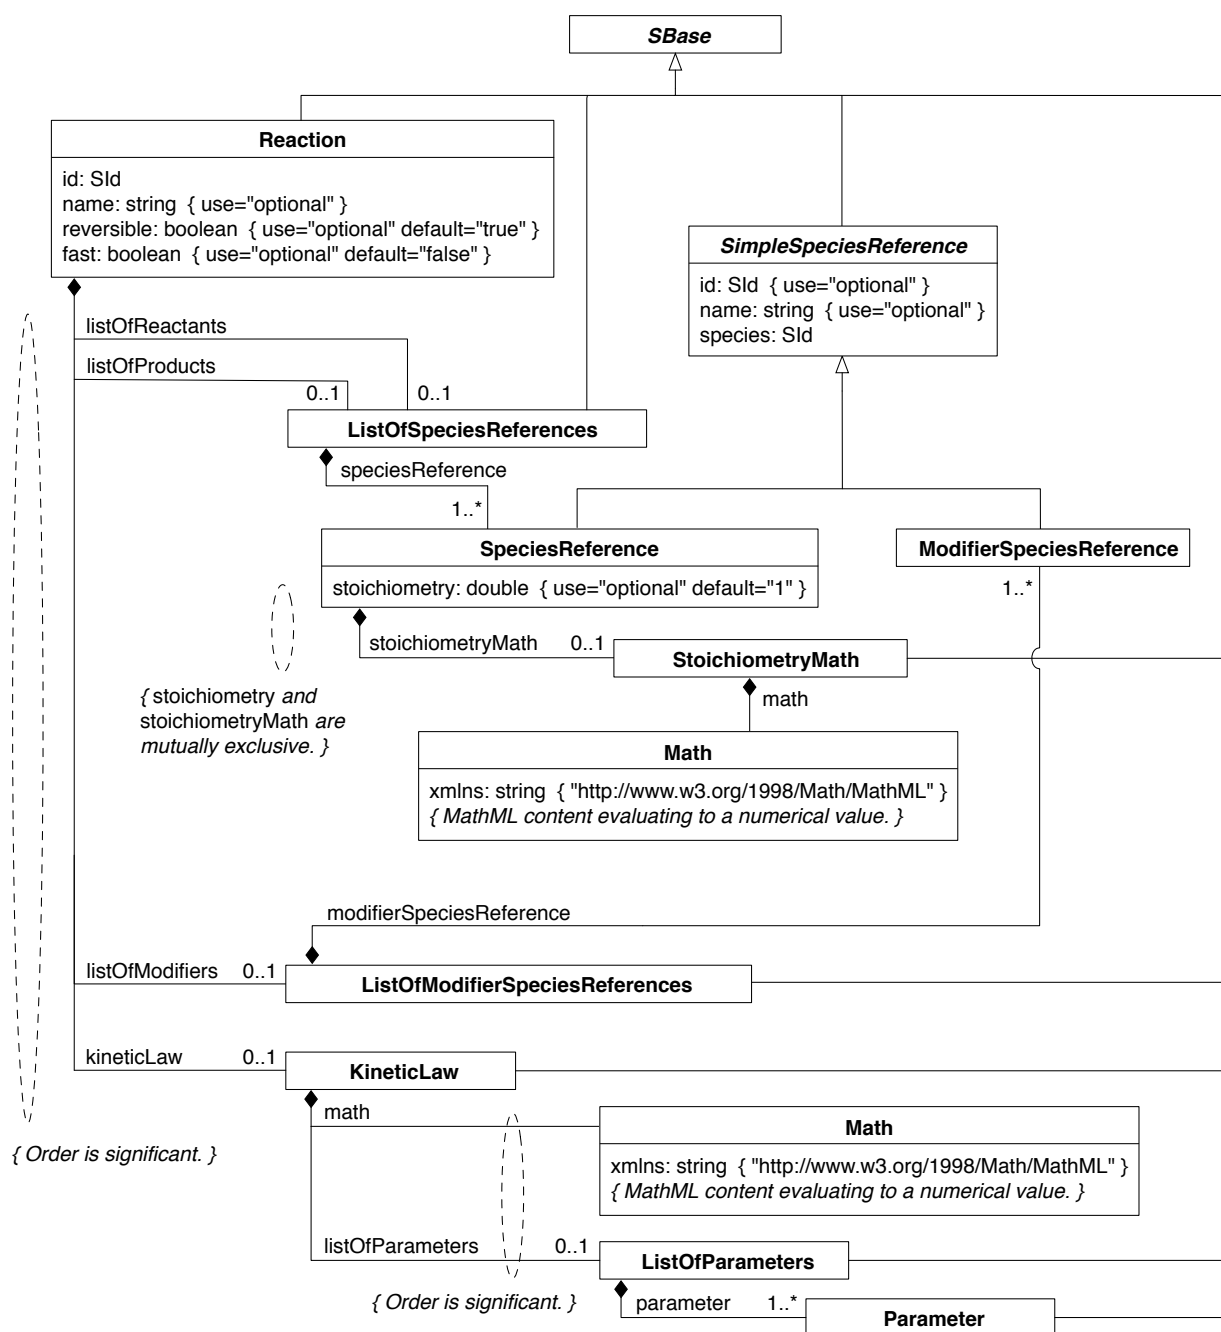 SBase
Reaction
id: SId
name: string { use="optional" }
reversible: boolean { use="optional" default="true" }
fast: boolean { use="optional" default="false" }
SimpleSpeciesReference
id: SId { use="optional" }
name: string { use="optional" }
species: SId
listOfReactants
listOfProducts
0..1
0..1
ListOfSpeciesReferences
speciesReference
1..*
SpeciesReference
stoichiometry: double { use="optional" default="1" }
ModifierSpeciesReference
1..*
stoichiometryMath
0..1
StoichiometryMath
{ stoichiometry and
stoichiometryMath are
mutually exclusive. }
math
Math
xmlns: string { "http://www.w3.org/1998/Math/MathML" }
{ MathML content evaluating to a numerical value. }
modifierSpeciesReference
listOfModifiers
0..1
ListOfModifierSpeciesReferences
kineticLaw
0..1
KineticLaw
math
Math
xmlns: string { "http://www.w3.org/1998/Math/MathML" }
{ MathML content evaluating to a numerical value. }
{ Order is significant. }
listOfParameters
0..1
ListOfParameters
{ Order is significant. }
parameter
1..*
Parameter